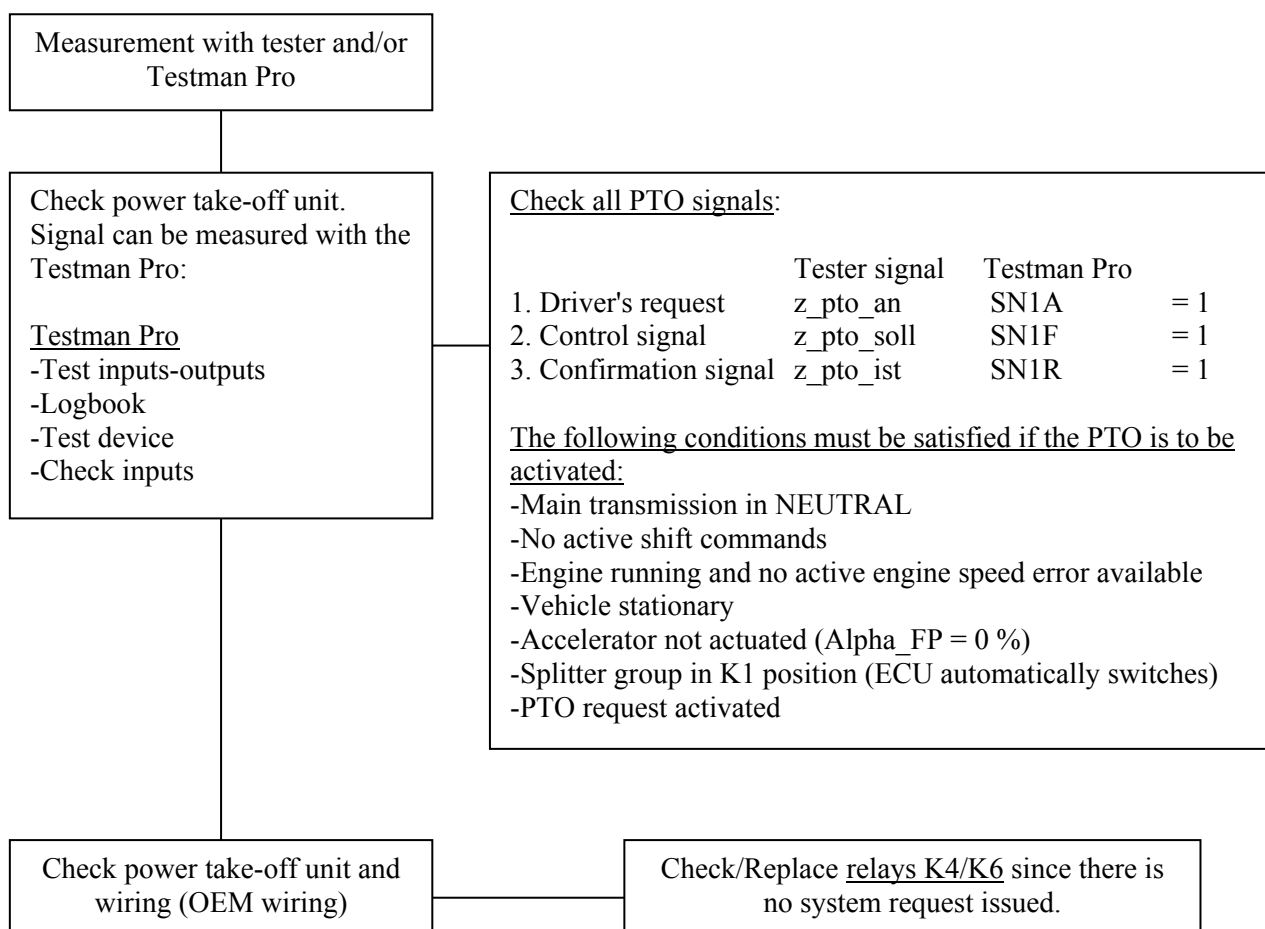 Measurement with tester and/or
Testman Pro
Check power take-off unit.
Signal can be measured with the
Testman Pro:
Testman Pro
-Test inputs-outputs
-Logbook
-Test device
-Check inputs
Check all PTO signals:
Tester signal Testman Pro
1. Driver's request z_pto_an SN1A = 1
2. Control signal z_pto_soll SN1F = 1
3. Confirmation signal z_pto_ist SN1R = 1
The following conditions must be satisfied if the PTO is to be
activated:
-Main transmission in NEUTRAL
-No active shift commands
-Engine running and no active engine speed error available
-Vehicle stationary
-Accelerator not actuated (Alpha_FP = 0 %)
-Splitter group in K1 position (ECU automatically switches)
-PTO request activated
Check power take-off unit and
wiring (OEM wiring)
Check/Replace relays K4/K6 since there is
no system request issued.